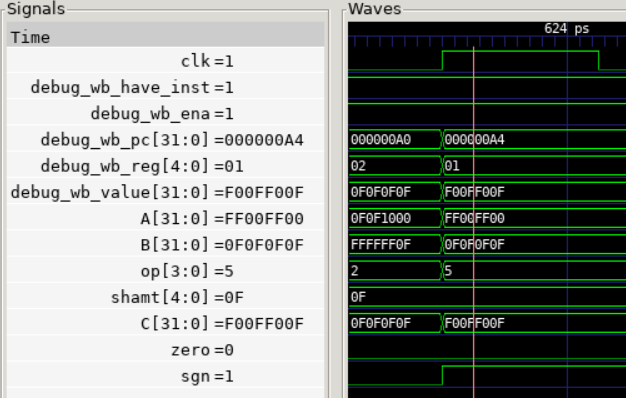 Signals
Waves
Time
624 ps
clk=1
debug_wb_have_inst=1
debug_wb_ena=1
debug_wb_pc[31:0]=000000A4
000000A0
000000A4
debug_wb_reg[4:0]=01
02
01
debug_wb_value[31:0]=F00FF00F
0F0F0F0F
F00FF00F
A[31:0]=FF00FF00
0F0F1000
FF00FF00
B[31:0]=0F0F0F0F
FFFFFF0F
0F0F0F0F
op[3:0]=5
2
5
shamt[4:0]=0F
0F
C[31:0]=F00FF00F
0F0F0F0F
F00FF00F
zero=0
sgn=1